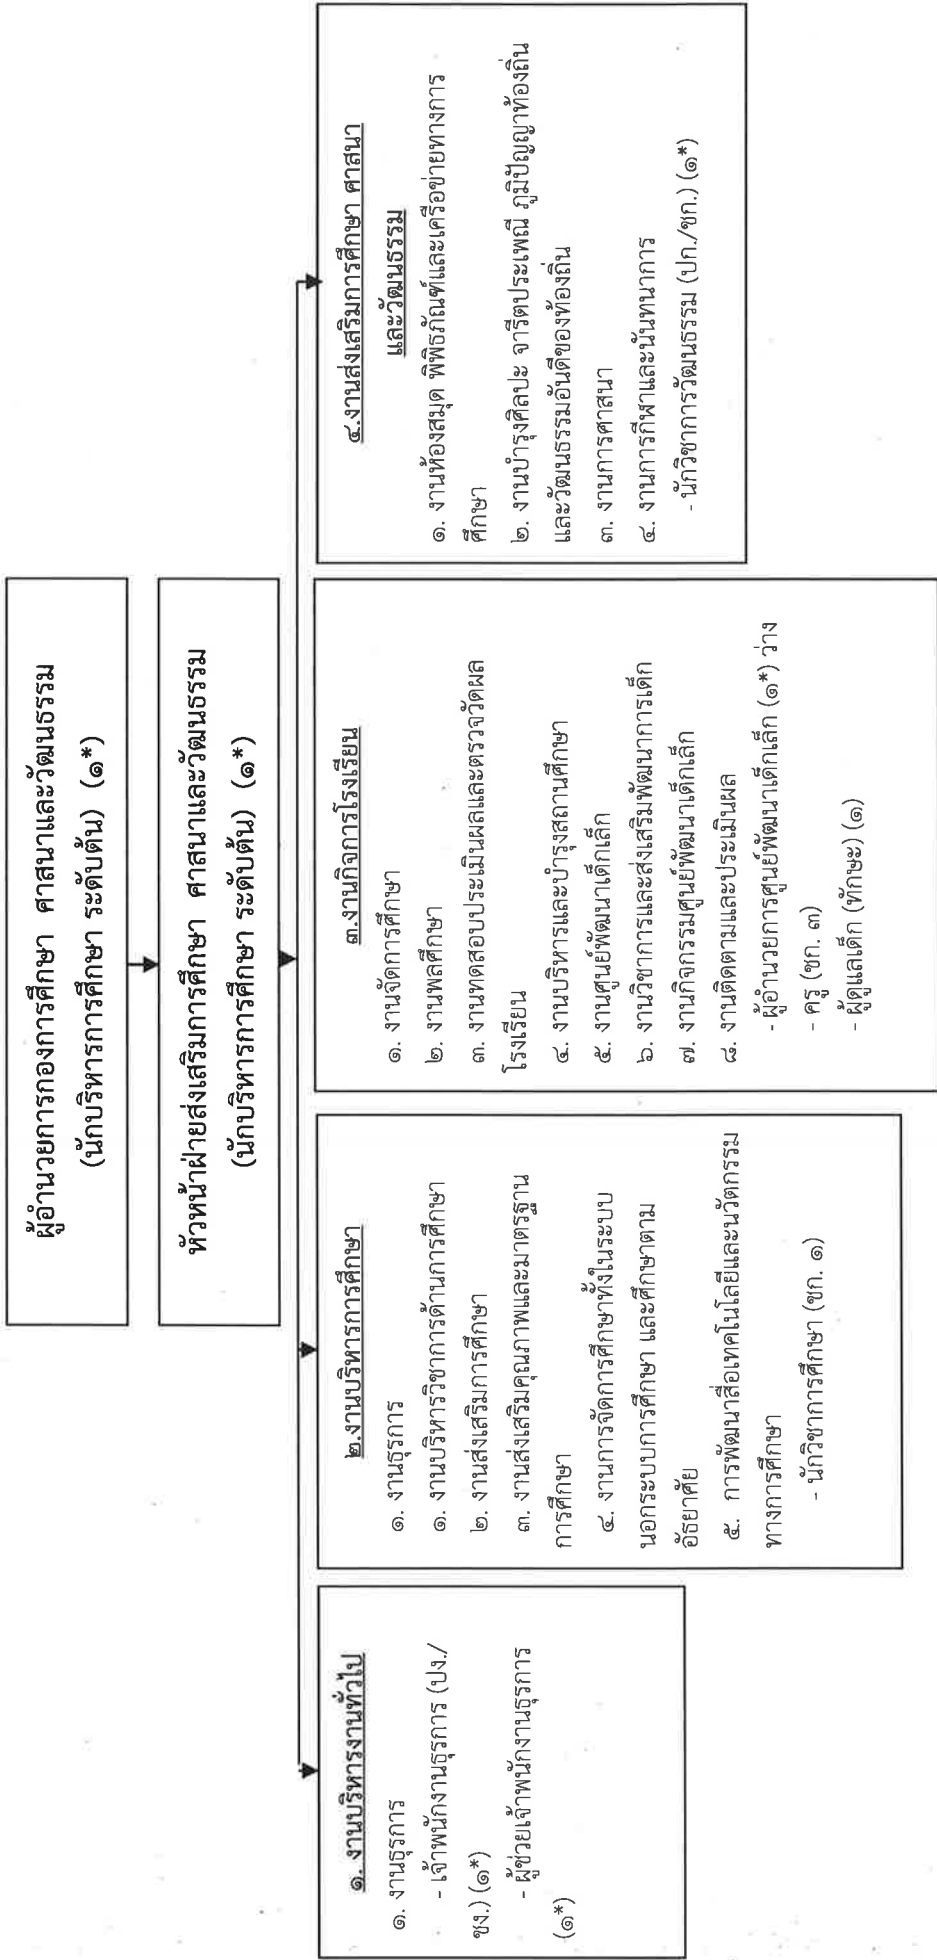 ผู้อำนวยการกองการศึกษา ศาสนาและวัฒนธรรม
(นักบริหารการศึกษา ระดับต้น) (๑*)
หัวหน้าฝ่ายส่งเสริมการศึกษา ศาสนาและวัฒนธรรม
(นักบริหารการศึกษา ระดับต้น) (๑*)
๑. งานบริหารงานทั่วไป
๑. งานธุรการ
- เจ้าพนักงานธุรการ (ปง./
ชง.) (๑*)
- ผู้ช่วยเจ้าพนักงานธุรการ
(๑*)
๒.งานบริหารการศึกษา
๑. งานธุรการ
๑. งานบริหารวิชาการด้านการศึกษา
๒. งานส่งเสริมการศึกษา
๓. งานส่งเสริมคุณภาพและมาตรฐาน
การศึกษา
๔. งานการจัดการศึกษาทั้งในระบบ
นอกระบบการศึกษา และศึกษาตาม
อัธยาศัย
๕. การพัฒนาสื่อเทคโนโลยีและนวัตกรรม
ทางการศึกษา
- นักวิชาการศึกษา (ชก. ๑)
๓.งานกิจการโรงเรียน
๑. งานจัดการศึกษา
๒. งานพลศึกษา
๓. งานทดสอบประเมินผลและตรวจวัดผล
โรงเรียน
๔. งานบริหารและบำรุงสถานศึกษา
๕. งานศูนย์พัฒนาเด็กเล็ก
๖. งานวิชาการและส่งเสริมพัฒนาการเด็ก
๗. งานกิจกรรมศูนย์พัฒนาเด็กเล็ก
๘. งานติดตามและประเมินผล
- ผู้อำนวยการศูนย์พัฒนาเด็กเล็ก (๑*) ว่าง
- ครู (ชก. ๓)
- ผู้ดูแลเด็ก (ทักษะ) (๑)
๔.งานส่งเสริมการศึกษา ศาสนา
และวัฒนธรรม
๑. งานห้องสมุด พิพิธภัณฑ์และเครือข่ายทางการ
ศึกษา
๒. งานบำรุงศิลปะ จารีตประเพณี ภูมิปัญญาท้องถิ่น
และวัฒนธรรมอันดีของท้องถิ่น
๓. งานการศาสนา
๔. งานการกีฬาและนันทนาการ
- นักวิชาการวัฒนธรรม (ปก./ชก.) (๑*)